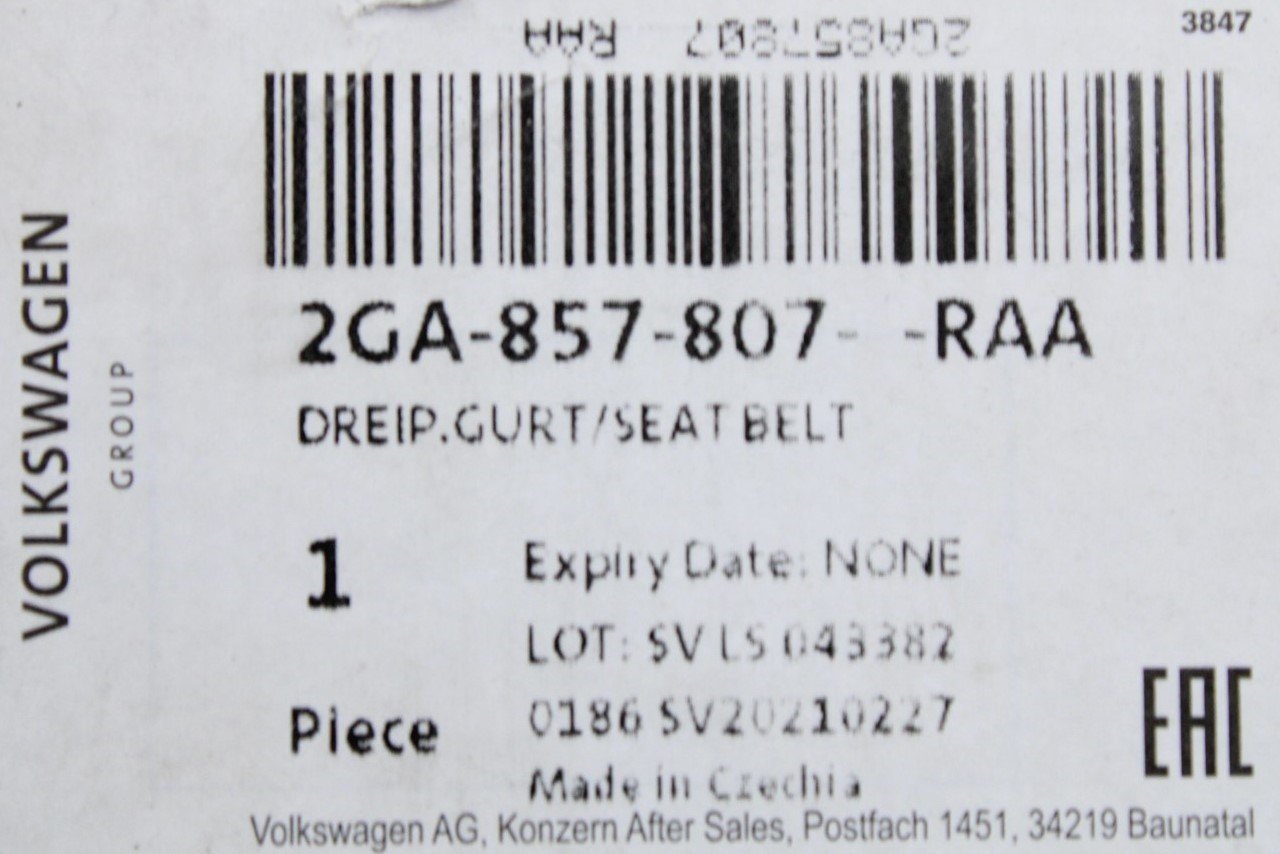 3847
2GA857807 RAA
VOLKSWAGEN
GROUP
2GA-857-807- -RAA
DREIP.GURT/SEAT BELT
1
Expiry Date: NONE
LOT: SV LS 043382
Piece
0186 SV20210227
Made in Czechia
EAC
Volkswagen AG, Konzern After Sales, Postfach 1451, 34219 Baunatal